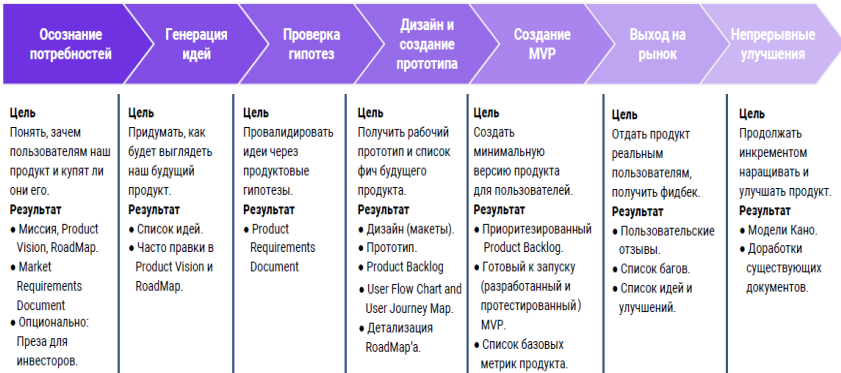 Осознание
потребностей
Генерация
идей
Проверка
гипотез
Дизайн и
создание
прототипа
Создание
MVP
Выход на
рынок
Непрерывные
улучшения
Цель
Понять, зачем
пользователям наш
продукт и купят ли
они его.
Результат
● Миссия, Product
Vision, RoadMap.
● Market
Requirements
Document
● Опционально:
Преза для
инвесторов.
Цель
Придумать, как
будет выглядеть
наш будущий
продукт.
Результат
● Список идей.
● Часто правки в
Product Vision и
RoadMap.
Цель
Провалидировать
идеи через
продуктовые
гипотезы.
Результат
● Product
Requirements
Document
Цель
Получить рабочий
прототип и список
фич будущего
продукта.
Результат
● Дизайн (макеты).
● Прототип.
● Product Backlog
● User Flow Chart and
User Journey Map.
● Детализация
RoadMap'а.
Цель
Создать
минимальную
версию продукта
для пользователей.
Результат
● Приоритезированный
Product Backlog.
● Готовый к запуску
(разработанный и
протестированный)
MVP.
● Список базовых
метрик продукта.
Цель
Отдать продукт
реальным
пользователям,
получить фидбек.
Результат
● Пользовательские
отзывы.
● Список багов.
● Список идей и
улучшений.
Цель
Продолжать
инкрементом
наращивать и
улучшать продукт.
Результат
● Модели Кано.
● Доработки
существующих
документов.